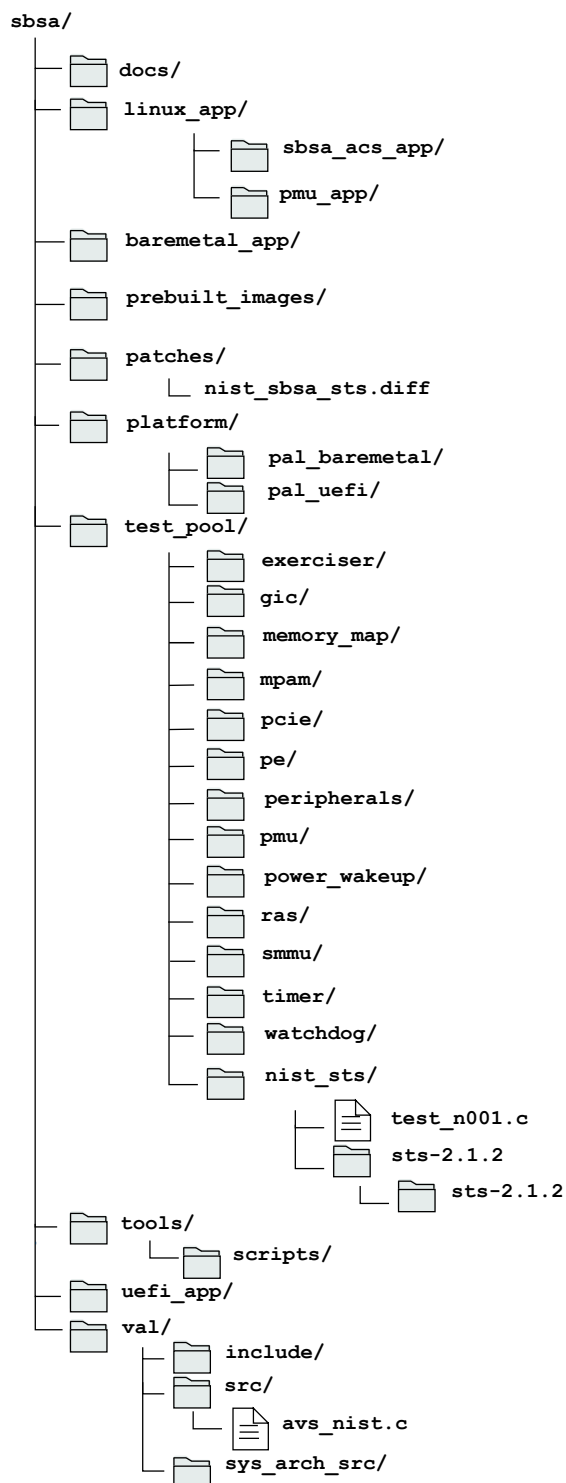 sbsa/
docs/
linux_app/
sbsa_acs_app/
pmu_app/
baremetal_app/
prebuilt_images/
patches/
nist_sbsa_sts.diff
platform/
pal_baremetal/
pal_uefi/
test_pool/
exerciser/
gic/
memory_map/
mpam/
pcie/
pe/
peripherals/
pmu/
power_wakeup/
ras/
smmu/
timer/
watchdog/
nist_sts/
test_n001.c
sts-2.1.2
sts-2.1.2
tools/
scripts/
uefi_app/
val/
include/
src/
avs_nist.c
sys_arch_src/